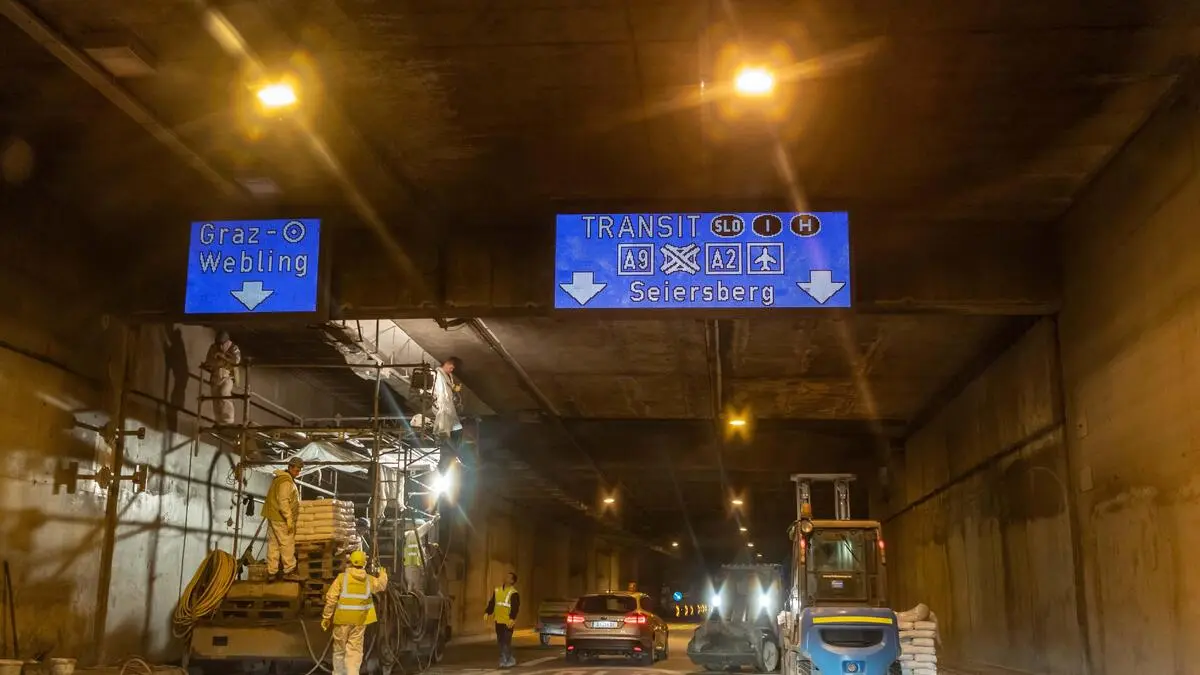 Graz-
Webling
TRANSIT SLO I H
A9 A2
Seiersberg